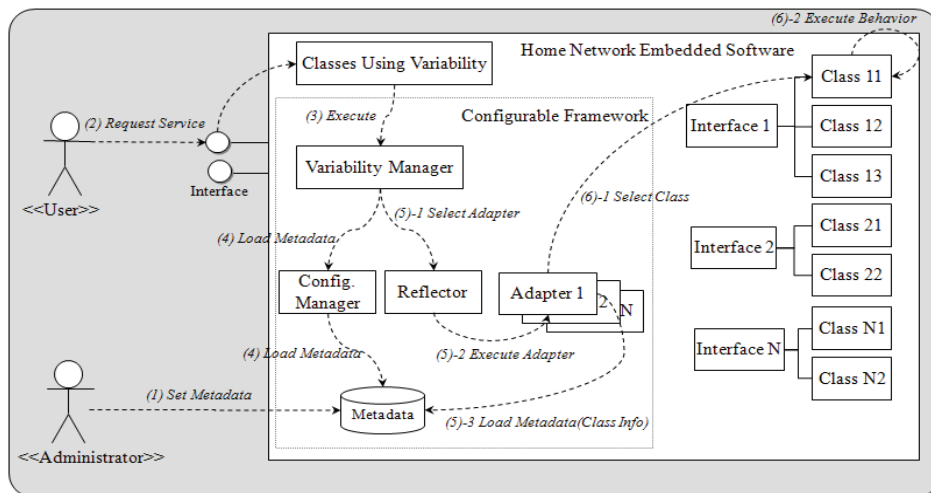 (6)-2 Execute Behavior
Home Network Embedded Software
Classes Using Variability
Class 11
(2) Request Service
(3) Execute
Configurable Framework
Interface 1
Class 12
Variability Manager
Class 13
Interface
<<User>>
(6)-1 Select Class
(5)-1 Select Adapter
(4) Load Metadata
Class 21
Interface 2
Class 22
Config.
Manager
Reflector
Adapter 1
2
N
Class N1
Interface N
(4) Load Metadata
(5)-2 Execute Adapter
Class N2
(1) Set Metadata
Metadata
(5)-3 Load Metadata(Class Info)
<<Administrator>>